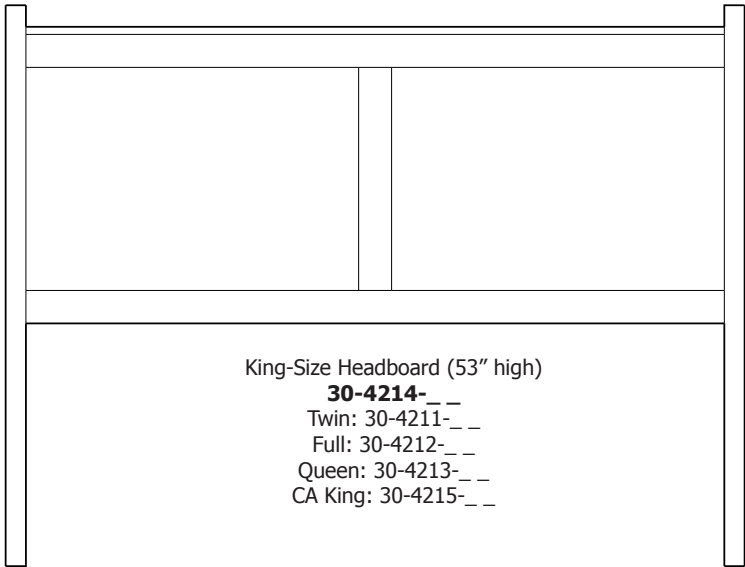 King-Size Headboard (53” high)
30-4214-_ _
Twin: 30-4211-_ _
Full: 30-4212-_ _
Queen: 30-4213-_ _
CA King: 30-4215-_ _